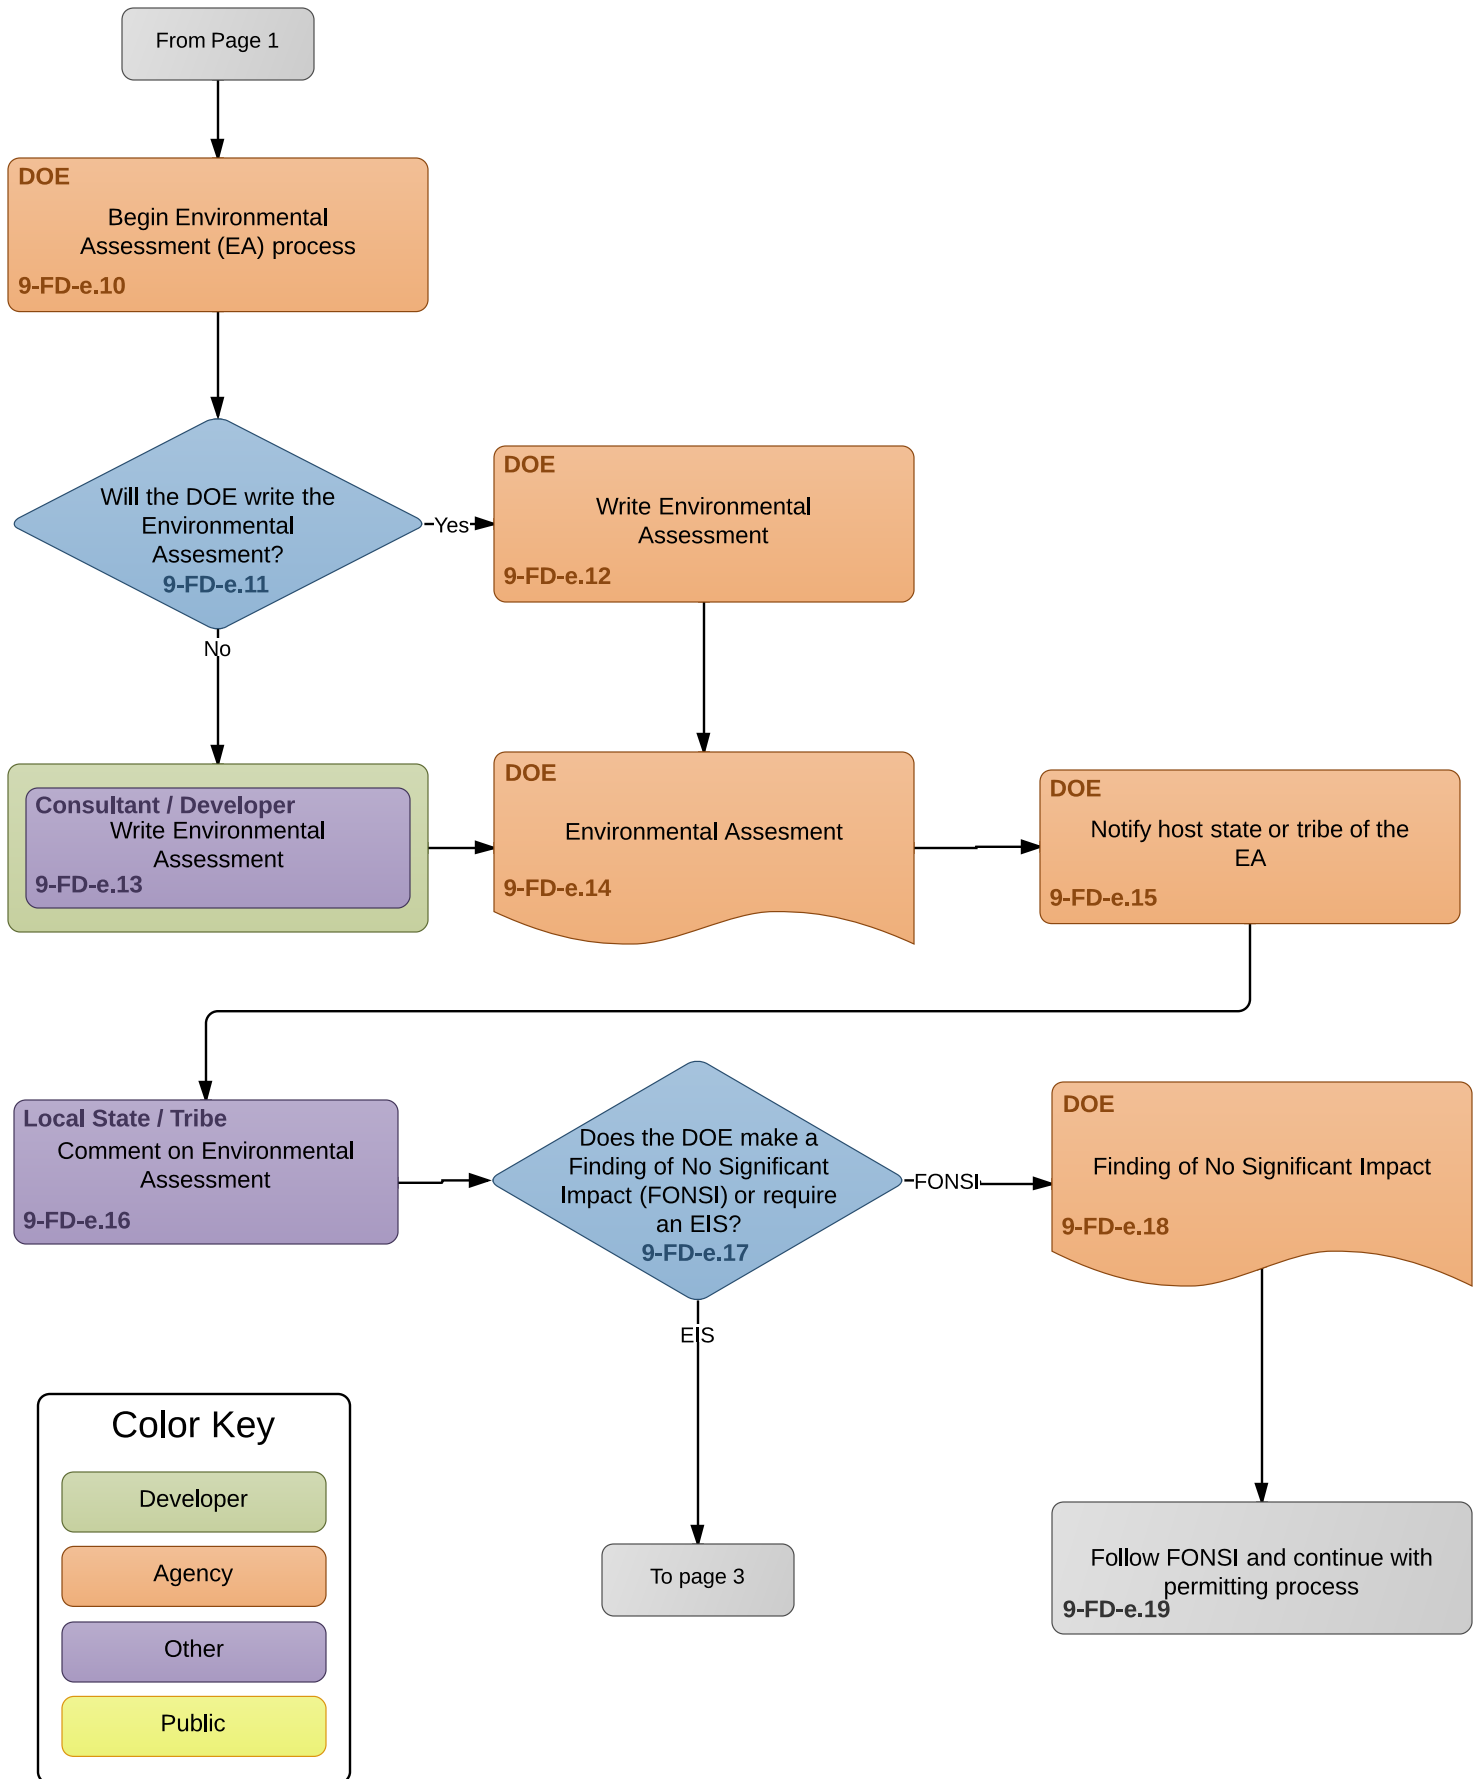 From Page 1
DOE
Begin Environmental
Assessment (EA) process
9-FD-e.10
Will the DOE write the
Environmental
Assesment?
9-FD-e.11
Yes
No
DOE
Write Environmental
Assessment
9-FD-e.12
Consultant / Developer
Write Environmental
Assessment
9-FD-e.13
DOE
Environmental Assesment
9-FD-e.14
DOE
Notify host state or tribe of the
EA
9-FD-e.15
Local State / Tribe
Comment on Environmental
Assessment
9-FD-e.16
Does the DOE make a
Finding of No Significant
Impact (FONSI) or require
an EIS?
9-FD-e.17
FONSI
EIS
DOE
Finding of No Significant Impact
9-FD-e.18
To page 3
Follow FONSI and continue with
permitting process
9-FD-e.19
Color Key
Developer
Agency
Other
Public